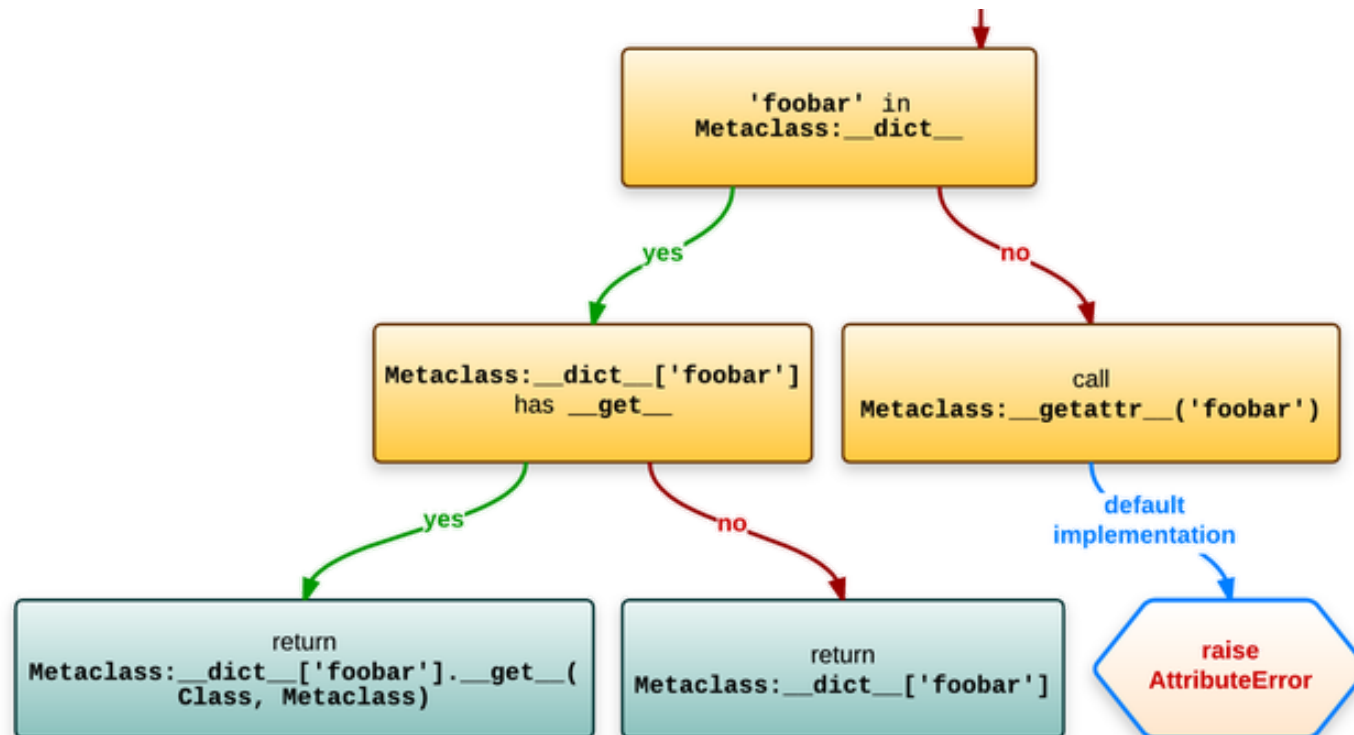 'foobar' in
Metaclass:__dict__
yes
no
Metaclass:__dict__['foobar']
has __get__
call
Metaclass:__getattr__('foobar')
yes
no
default
implementation
return
Metaclass:__dict__['foobar'].__get__(
Class, Metaclass)
return
Metaclass:__dict__['foobar']
raise
AttributeError